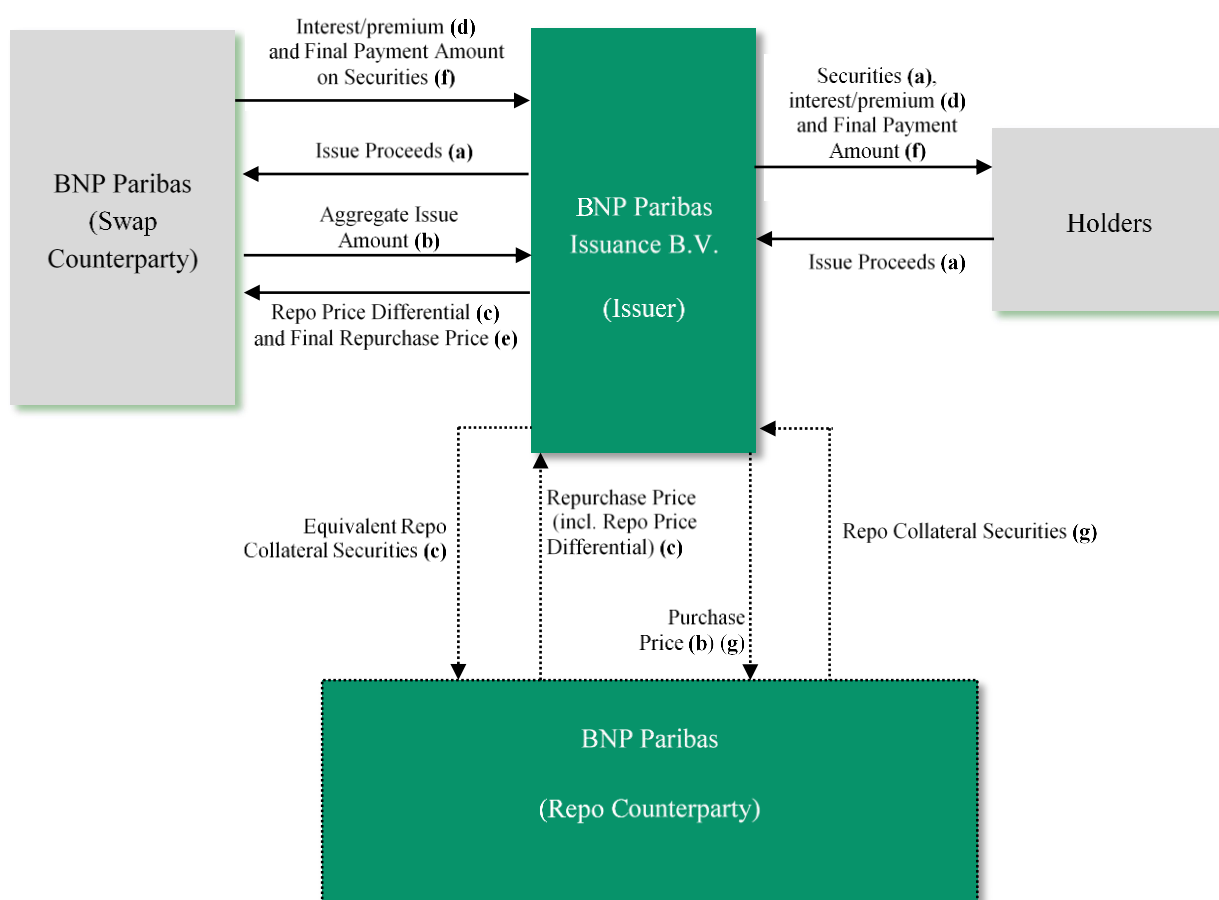 Interest/premium (d)
and Final Payment Amount
on Securities (f)
Issue Proceeds (a)
Aggregate Issue
Amount (b)
Repo Price Differential (c)
and Final Repurchase Price (e)
BNP Paribas
(Swap
Counterparty)
BNP Paribas
Issuance B.V.
(Issuer)
Securities (a),
interest/premium (d)
and Final Payment
Amount (f)
Issue Proceeds (a)
Holders
Equivalent Repo
Collateral Securities (c)
Repurchase Price
(incl. Repo Price
Differential) (c)
Purchase
Price (b) (g)
Repo Collateral Securities (g)
BNP Paribas
(Repo Counterparty)